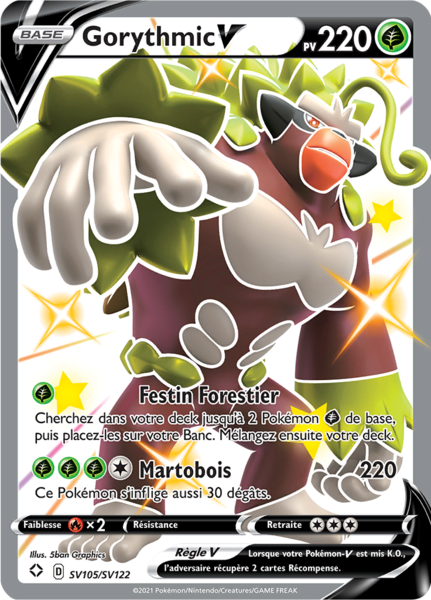 BASE GorythmicV PV 220
Festin Forestier
Cherchez dans votre deck jusqu'à 2 Pokémon de base,
puis placez-les sur votre Banc. Mélangez ensuite votre deck.
Martobois 220
Ce Pokémon s'inflige aussi 30 dégâts.
Faiblesse ×2 Résistance Retraite
Illus. 5ban Graphics
Règle V Lorsque votre Pokémon-V est mis K.O.,
l'adversaire récupère 2 cartes Récompense.
D SV105/SV122
©2021 Pokémon/Nintendo/Creatures/GAME FREAK